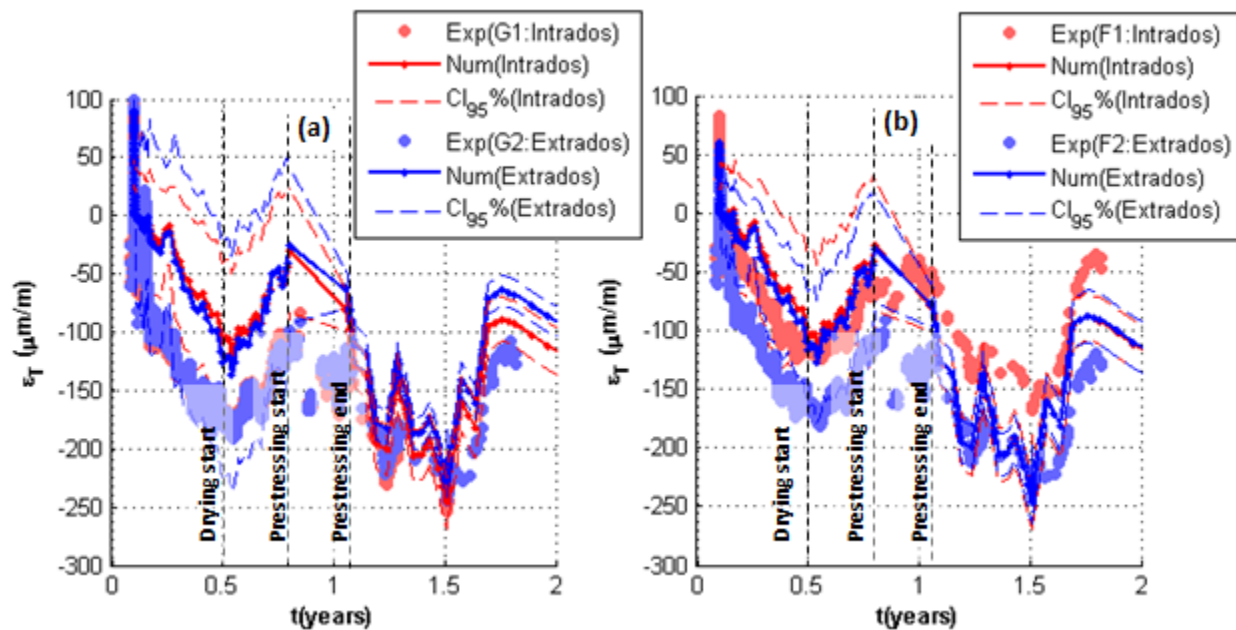 Exp(G1:Intrados)
Num(Intrados)
CI95%(Intrados)
Exp(G2:Extrados)
Num(Extrados)
CI95%(Extrados)
(a)
100
50
0
-50
-100
-150
-200
-250
-300
εT (μm/m)
Drying start
Prestressing start
Prestressing end
0
0.5
1
1.5
2
t(years)
Exp(F1:Intrados)
Num(Intrados)
CI95%(Intrados)
Exp(F2:Extrados)
Num(Extrados)
CI95%(Extrados)
(b)
100
50
0
-50
-100
-150
-200
-250
-300
εT (μm/m)
Drying start
Prestressing start
Prestressing end
0
0.5
1
1.5
2
t(years)